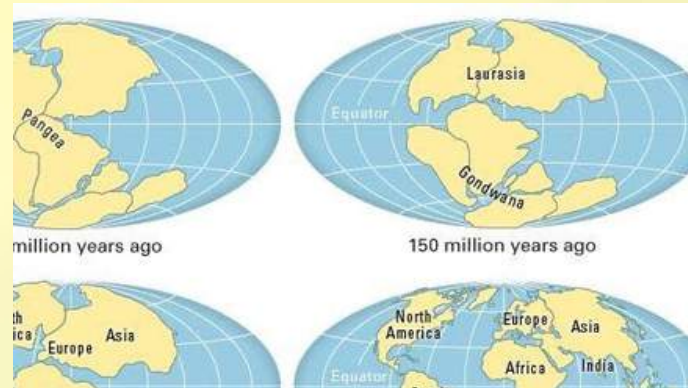 Pangea
Laurasia
Equator
Gondwana
million years ago
150 million years ago
Europe
Asia
North
America
Europe
Asia
Equator
Africa
India